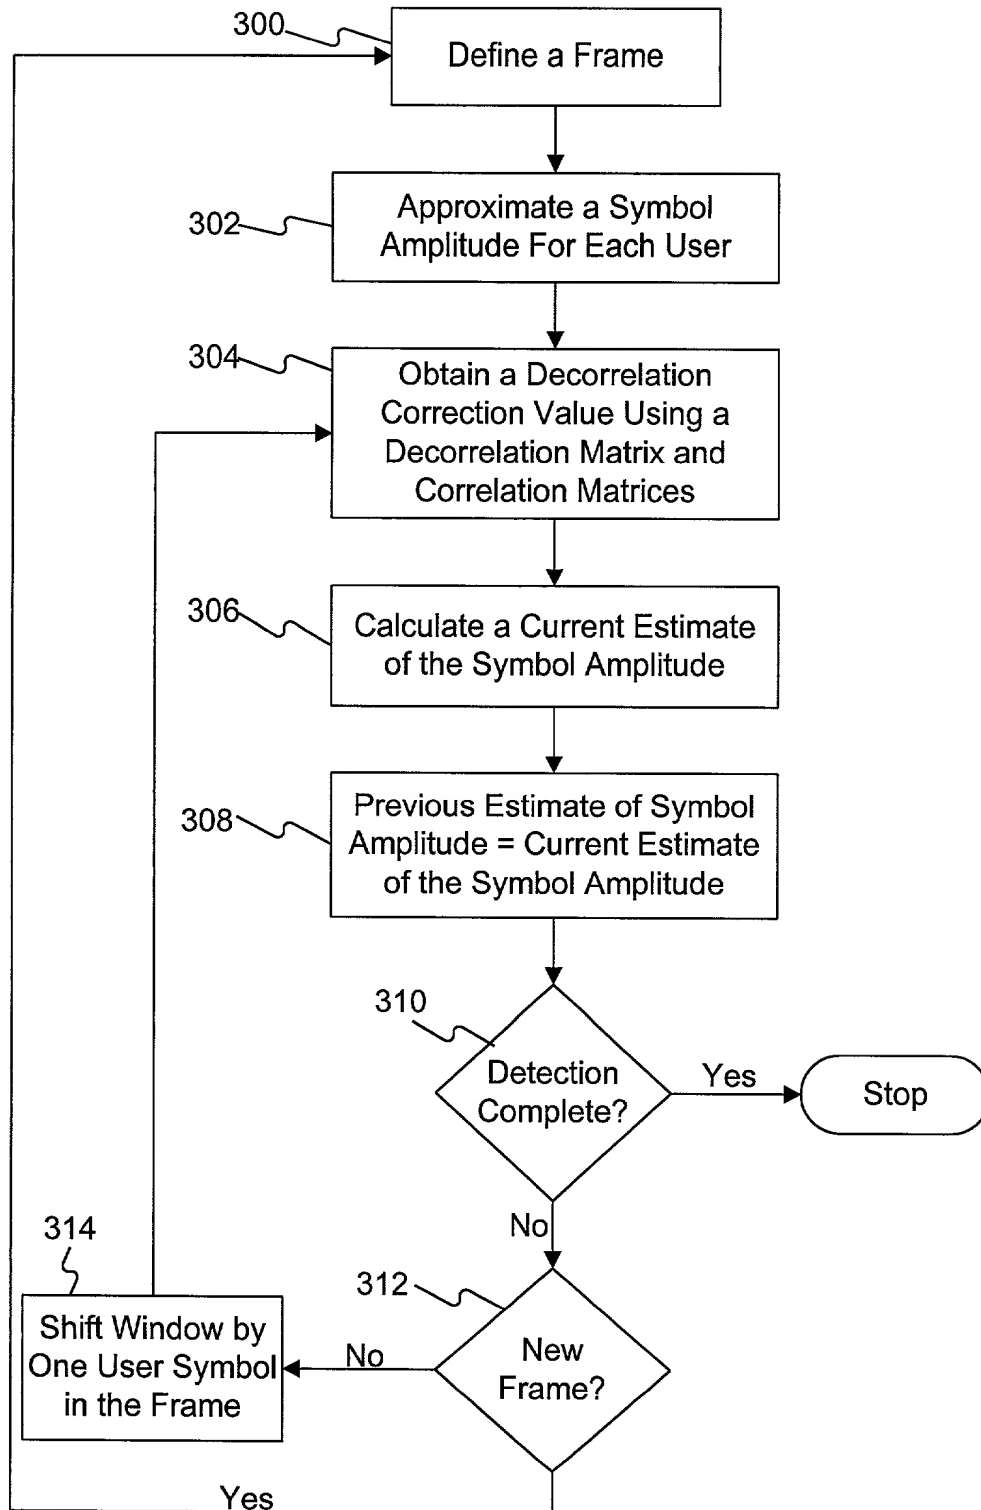 300
Define a Frame
302
Approximate a Symbol
Amplitude For Each User
304
Obtain a Decorrelation
Correction Value Using a
Decorrelation Matrix and
Correlation Matrices
306
Calculate a Current Estimate
of the Symbol Amplitude
308
Previous Estimate of Symbol
Amplitude = Current Estimate
of the Symbol Amplitude
310
Detection
Complete?
Yes
Stop
No
312
New
Frame?
No
314
Shift Window by
One User Symbol
in the Frame
Yes